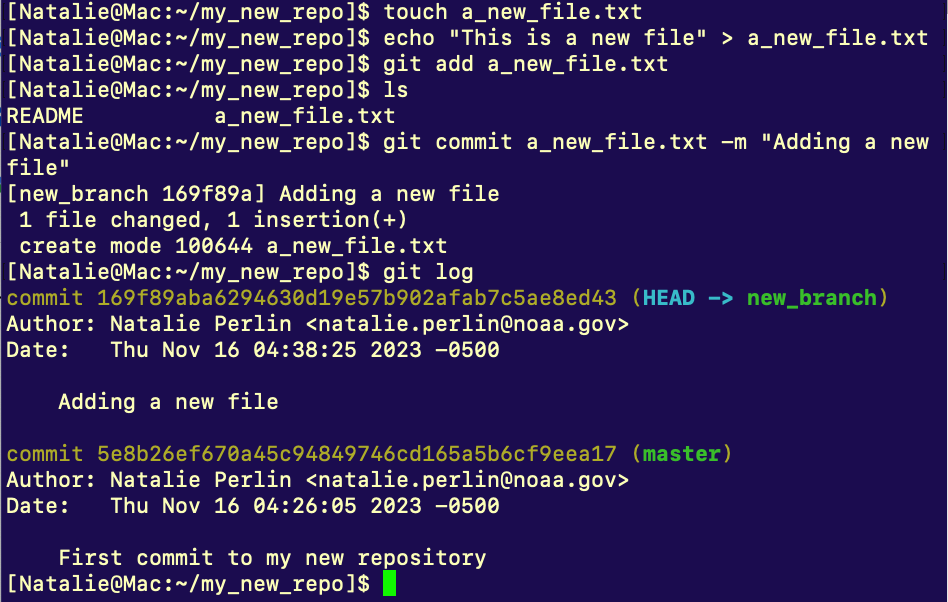 [Natalie@Mac:~/my_new_repo]$ touch a_new_file.txt
[Natalie@Mac:~/my_new_repo]$ echo "This is a new file" > a_new_file.txt
[Natalie@Mac:~/my_new_repo]$ git add a_new_file.txt
[Natalie@Mac:~/my_new_repo]$ ls
README          a_new_file.txt
[Natalie@Mac:~/my_new_repo]$ git commit a_new_file.txt -m "Adding a new
file"
[new_branch 169f89a] Adding a new file
 1 file changed, 1 insertion(+)
 create mode 100644 a_new_file.txt
[Natalie@Mac:~/my_new_repo]$ git log
commit 169f89aba6294630d19e57b902afab7c5ae8ed43 (HEAD -> new_branch)
Author: Natalie Perlin <natalie.perlin@noaa.gov>
Date:   Thu Nov 16 04:38:25 2023 -0500

    Adding a new file

commit 5e8b26ef670a45c94849746cd165a5b6cf9eea17 (master)
Author: Natalie Perlin <natalie.perlin@noaa.gov>
Date:   Thu Nov 16 04:26:05 2023 -0500

    First commit to my new repository
[Natalie@Mac:~/my_new_repo]$